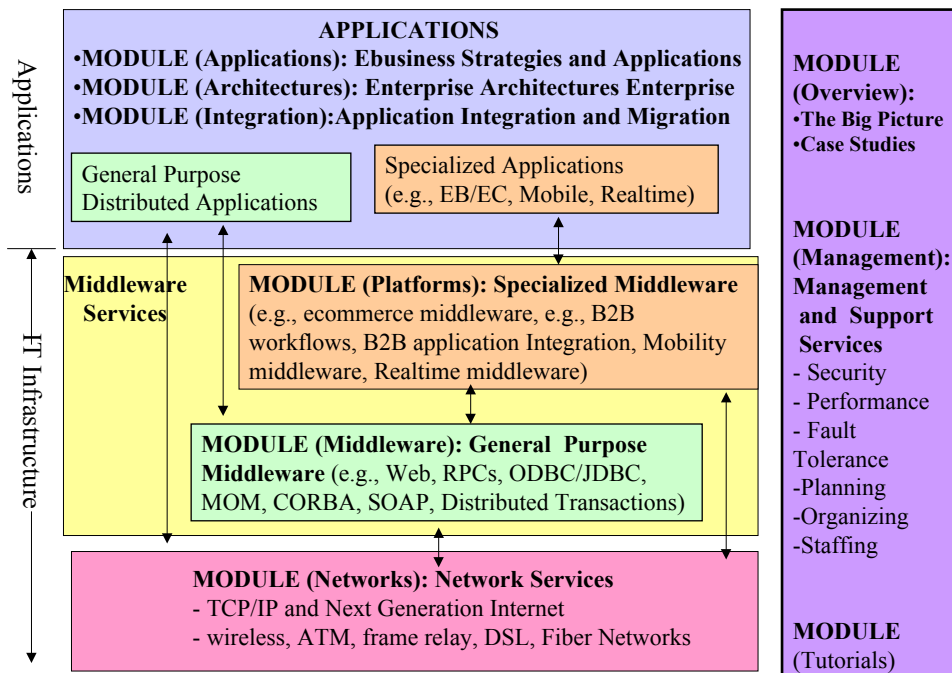 Applications
IT Infrastructure
APPLICATIONS
•MODULE (Applications): Ebusiness Strategies and Applications
•MODULE (Architectures): Enterprise Architectures Enterprise
•MODULE (Integration):Application Integration and Migration
General Purpose
Distributed Applications
Specialized Applications
(e.g., EB/EC, Mobile, Realtime)
Middleware
Services
MODULE (Platforms): Specialized Middleware
(e.g., ecommerce middleware, e.g., B2B
workflows, B2B application Integration, Mobility
middleware, Realtime middleware)
MODULE (Middleware): General Purpose
Middleware (e.g., Web, RPCs, ODBC/JDBC,
MOM, CORBA, SOAP, Distributed Transactions)
MODULE (Networks): Network Services
- TCP/IP and Next Generation Internet
- wireless, ATM, frame relay, DSL, Fiber Networks
MODULE
(Overview):
•The Big Picture
•Case Studies
MODULE
(Management):
Management
and Support
Services
- Security
- Performance
- Fault
Tolerance
-Planning
-Organizing
-Staffing
MODULE
(Tutorials)